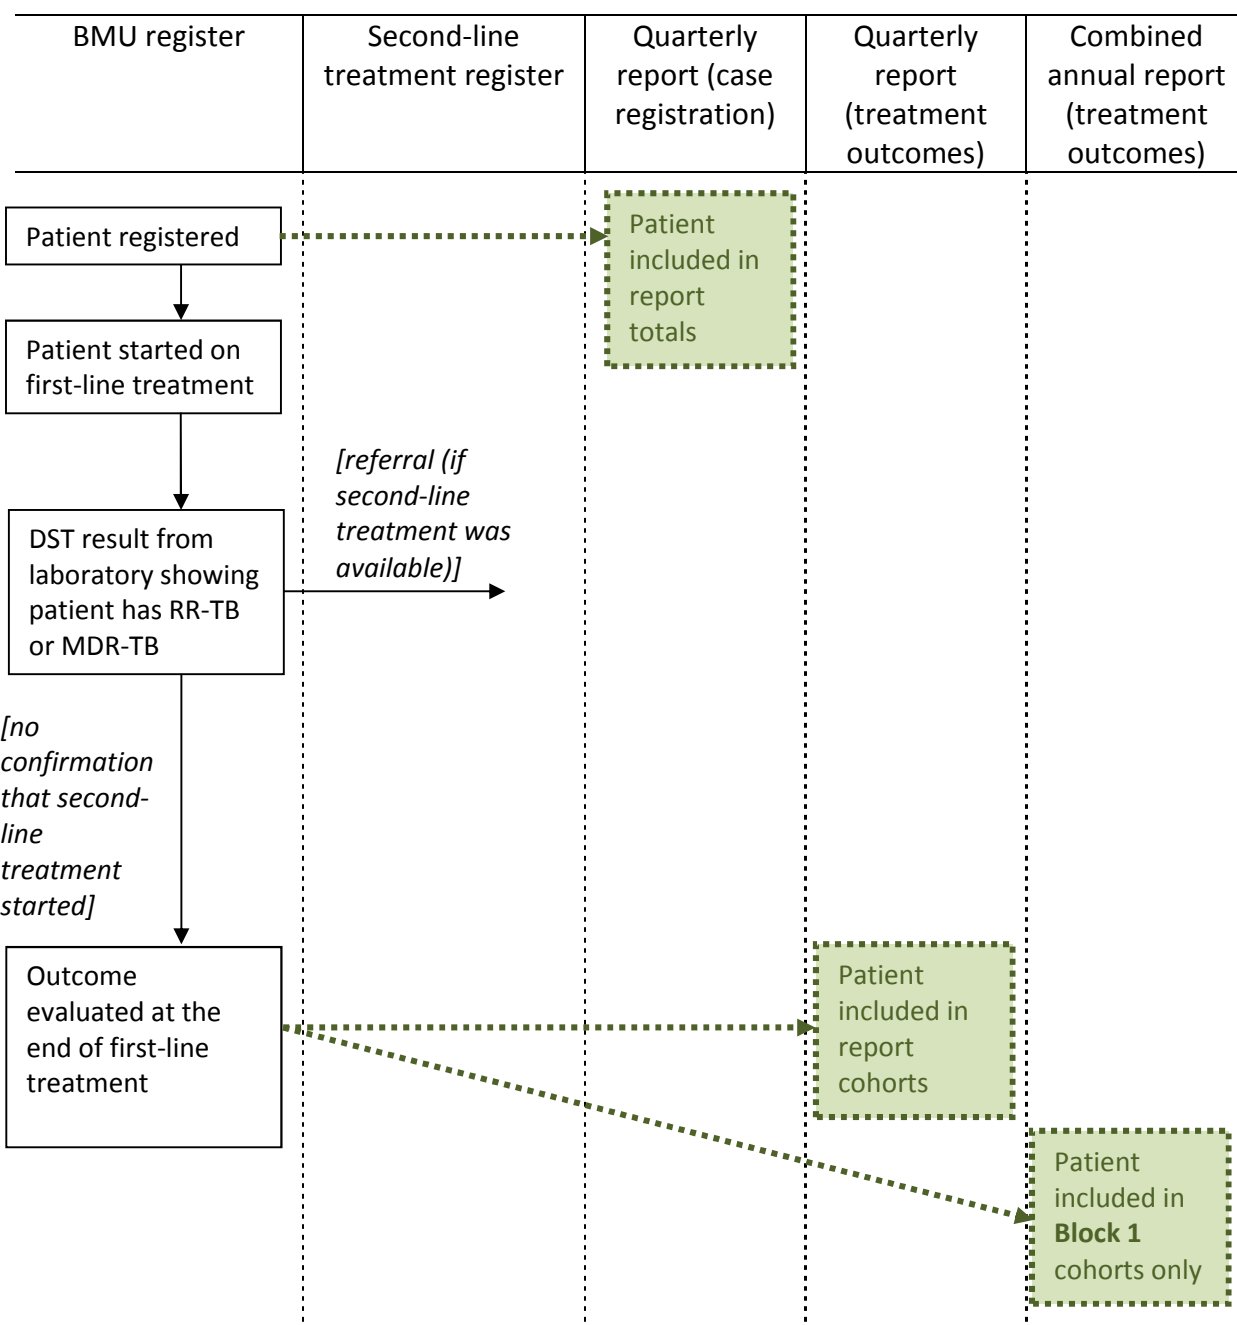 BMU register
Second-line
treatment register
Quarterly
report (case
registration)
Quarterly
report
(treatment
outcomes)
Combined
annual report
(treatment
outcomes)
Patient registered
Patient
included in
report
totals
Patient started on
first-line treatment
[referral (if
second-line
treatment was
available)]
DST result from
laboratory showing
patient has RR-TB
or MDR-TB
[no
confirmation
that second-
line
treatment
started]
Outcome
evaluated at the
end of first-line
treatment
Patient
included in
report
cohorts
Patient
included in
Block 1
cohorts only